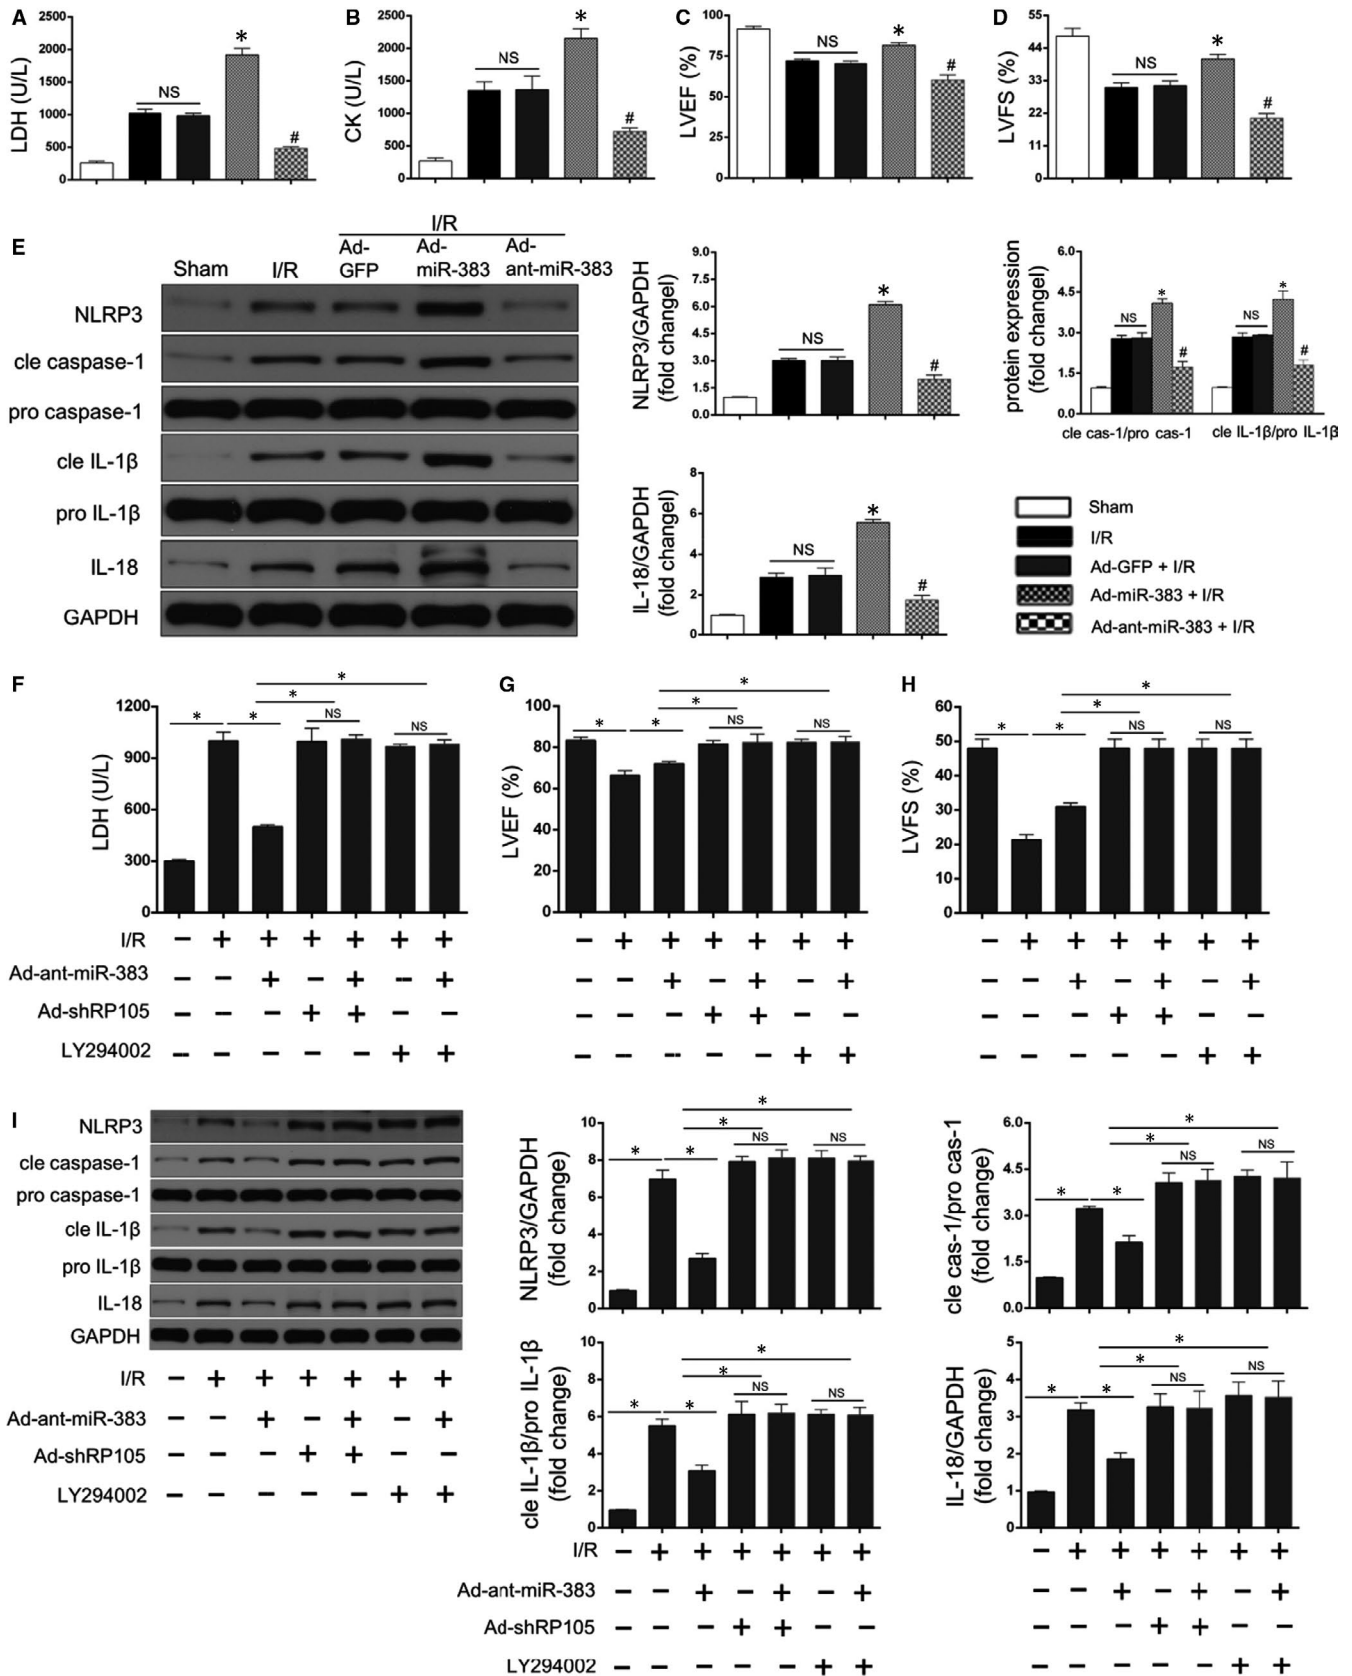 A
LDH (U/L)
2500
2000
1500
1000
500
0
NS
*
#
B
CK (U/L)
2500
2000
1500
1000
500
0
NS
*
#
C
LVEF (%)
100
75
50
25
0
NS
*
#
D
LVFS (%)
55
44
33
22
11
0
NS
*
#
E
I/R
Sham I/R Ad-GFP Ad-miR-383 Ad-ant-miR-383
NLRP3
cle caspase-1
pro caspase-1
cle IL-1β
pro IL-1β
IL-18
GAPDH
NLRP3/GAPDH
(fold changel)
9.0
7.5
6.0
4.5
3.0
1.5
0.0
NS
*
#
protein expression
(fold changel)
6.0
4.5
3.0
1.5
0.0
NS * #
NS * #
cle cas-1/pro cas-1 cle IL-1β/pro IL-1β
IL-18/GAPDH
(fold changel)
8
6
4
2
0
NS
*
#
Sham
I/R
Ad-GFP + I/R
Ad-miR-383 + I/R
Ad-ant-miR-383 + I/R
F
LDH (U/L)
1200
900
600
300
0
*
*
* * NS NS
I/R − + + + + + +
Ad-ant-miR-383 − − + − + − +
Ad-shRP105 − − − + + − −
LY294002 − − − − − + +
G
LVEF (%)
100
80
60
40
20
0
*
*
* * NS NS
− + + + + + +
− − + − + − +
− − − + + − −
− − − − − + +
H
LVFS (%)
60
50
40
30
20
10
0
*
*
* * NS NS
− + + + + + +
− − + − + − +
− − − + + − −
− − − − − + +
I
NLRP3
cle caspase-1
pro caspase-1
cle IL-1β
pro IL-1β
IL-18
GAPDH
I/R − + + + + + +
Ad-ant-miR-383 − − + − + − +
Ad-shRP105 − − − + + − −
LY294002 − − − − − + +
NLRP3/GAPDH
(fold change)
10
8
6
4
2
0
*
*
* * NS NS
cle cas-1/pro cas-1
(fold change)
6.0
4.5
3.0
1.5
0.0
*
*
* * NS NS
cle IL-1β/pro IL-1β
(fold change)
10
8
6
4
2
0
*
*
* * NS NS
I/R − + + + + + +
Ad-ant-miR-383 − − + − + − +
Ad-shRP105 − − − + + − −
LY294002 − − − − − + +
IL-18/GAPDH
(fold change)
5
4
3
2
1
0
*
*
* * NS NS
− + + + + + +
− − + − + − +
− − − + + − −
− − − − − + +